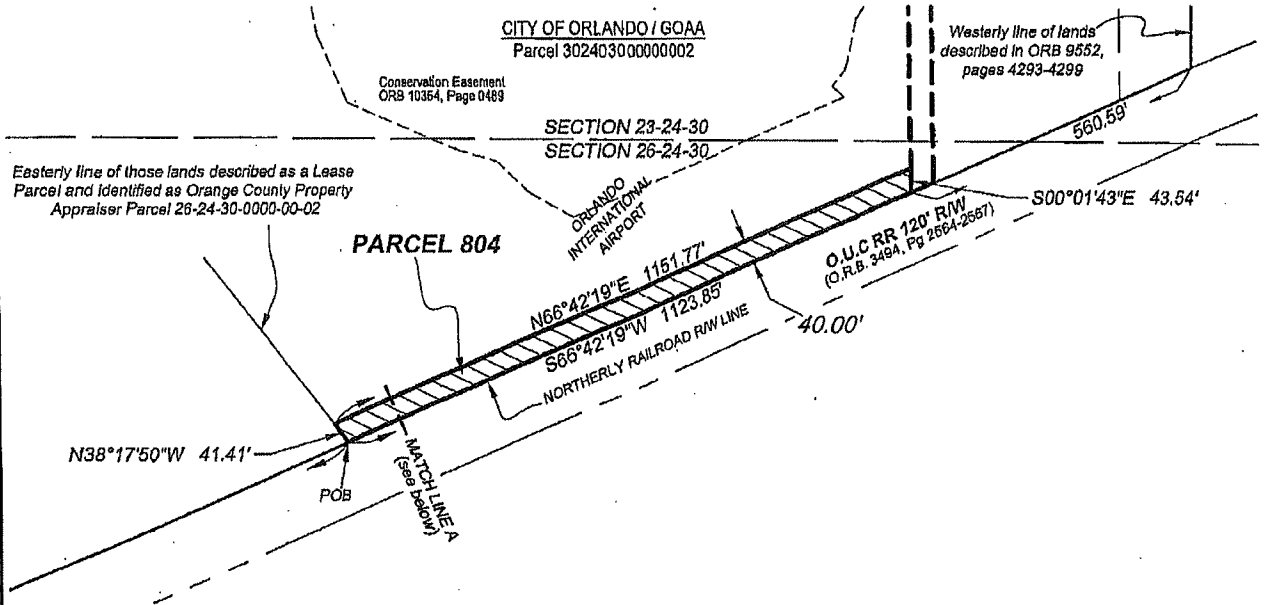 CITY OF ORLANDO / GOAA
Parcel 302403000000002
Westerly line of lands
described in ORB 9552,
pages 4293-4299
Conservation Easement
ORB 10354, Page 0489
SECTION 23-24-30
SECTION 26-24-30
560.59'
Easterly line of those lands described as a Lease
Parcel and Identified as Orange County Property
Appraiser Parcel 26-24-30-0000-00-02
ORLANDO
INTERNATIONAL
AIRPORT
S00°01'43"E 43.54'
PARCEL 804
O.U.C RR 120' R/W
(O.R.B. 3494, Pg 2564-2567)
N66°42'19"E 1151.77'
S66°42'19"W 1123.85'
40.00'
NORTHERLY RAILROAD R/W LINE
N38°17'50"W 41.41'
MATCH LINE A
(see below)
POB